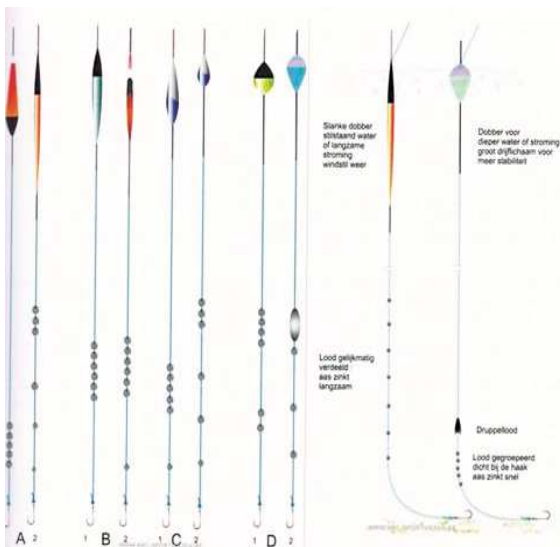 Slanke dobber
stilstaand water
of langzame
stroming
windstil weer
Dobber voor
dieper water of stroming
groot drijflichaam voor
meer stabiliteit
Lood gelijkmatig
verdeeld
aas zinkt
langzaam
Druppellood
Lood gegroepeerd
dicht bij de haak
aas zinkt snel
A 2 1 B 2 1 C 2 1 D 2